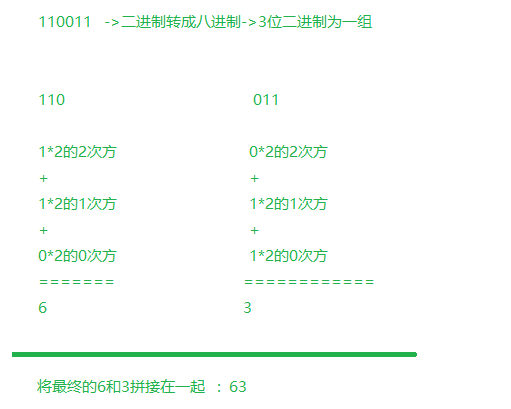 110011 ->二进制转成八进制->3位二进制为一组
110 011
1*2的2次方 0*2的2次方
+ +
1*2的1次方 1*2的1次方
+ +
0*2的0次方 1*2的0次方
======= ============
6 3
将最终的6和3拼接在一起 : 63